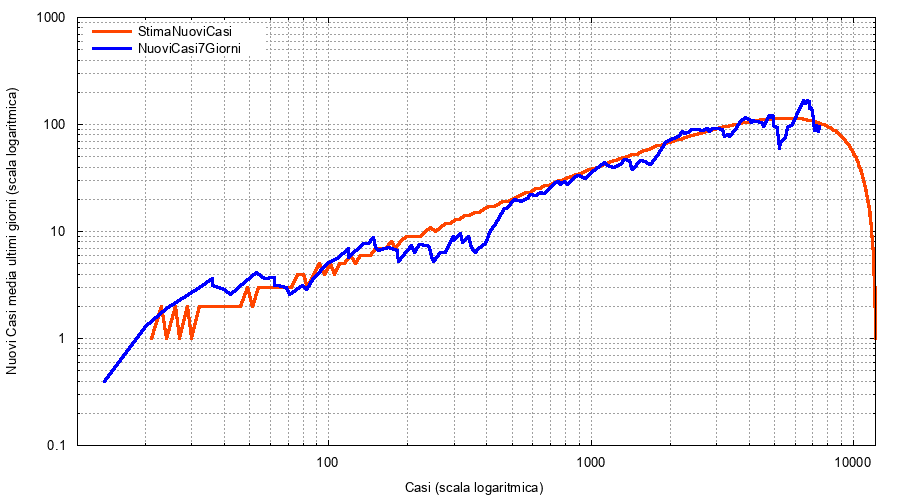 1000
StimaNuoviCasi
NuoviCasi7Giorni
100
10
1
0.1
Nuovi Casi media ultimi giorni (scala logaritmica)
100
1000
10000
Casi (scala logaritmica)